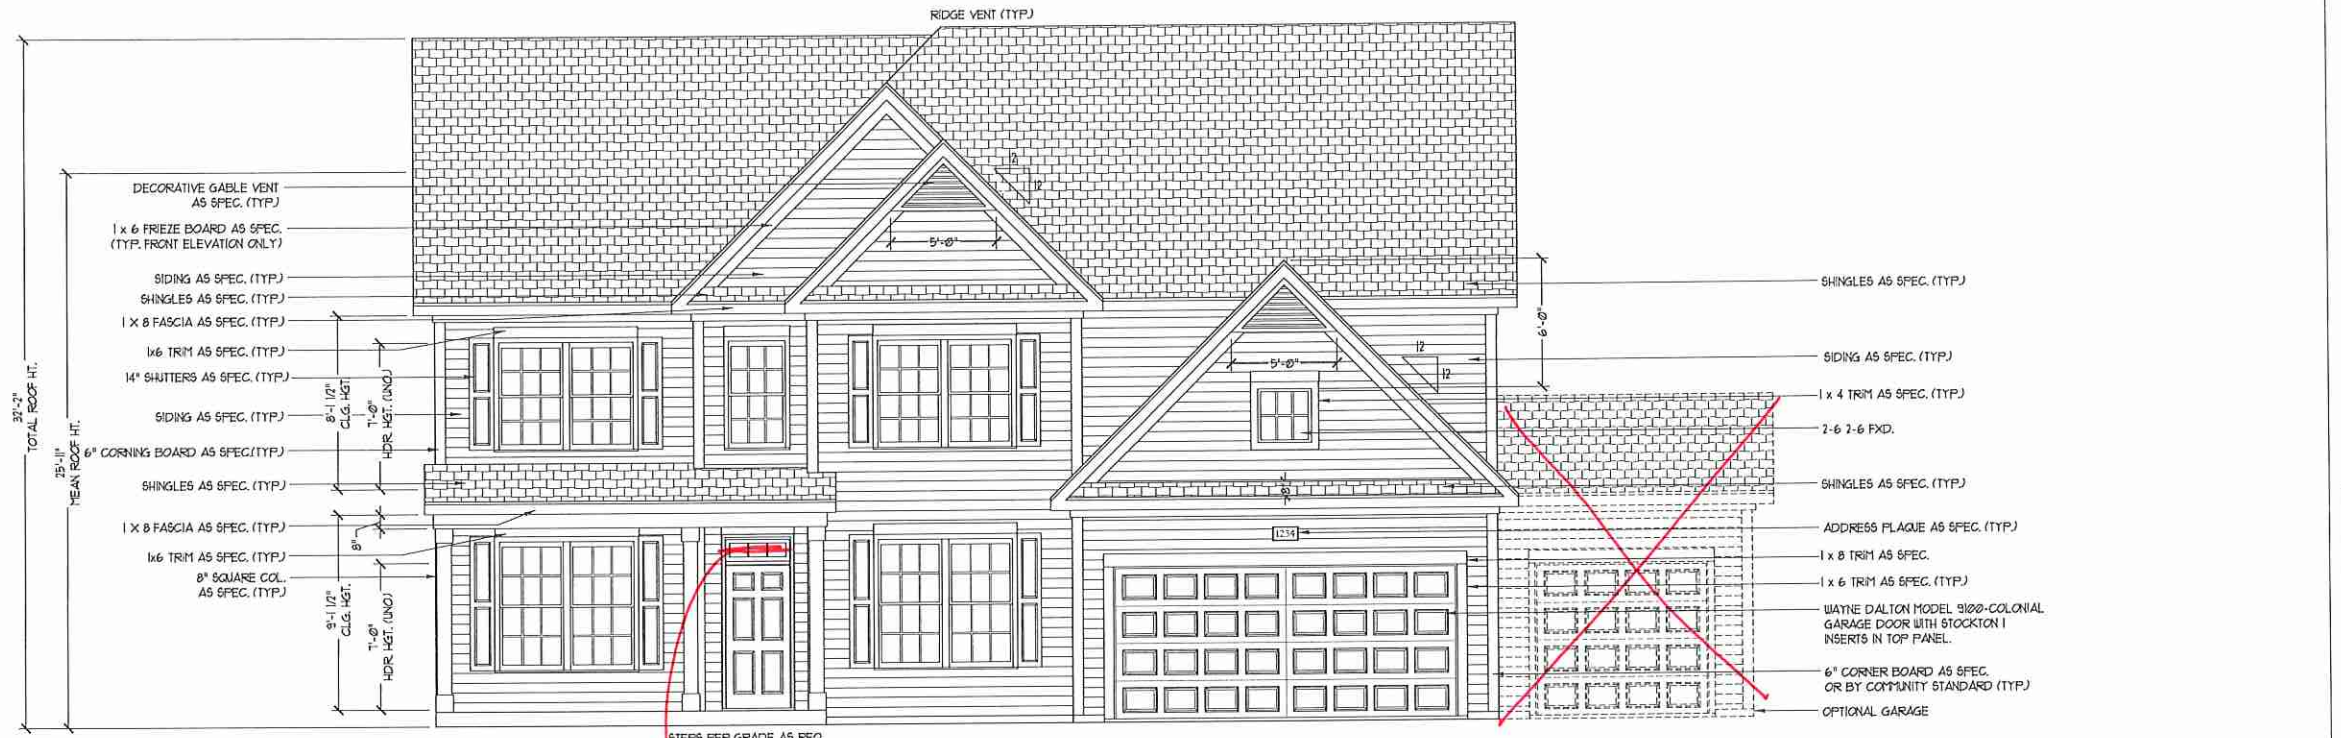 RIDGE VENT (TYP.)
DECORATIVE GABLE VENT
AS SPEC. (TYP.)
1 x 6 FRIEZE BOARD AS SPEC.
(TYP. FRONT ELEVATION ONLY)
SIDING AS SPEC. (TYP.)
SHINGLES AS SPEC. (TYP.)
1 X 8 FASCIA AS SPEC. (TYP.)
1x6 TRIM AS SPEC. (TYP.)
14" SHUTTERS AS SPEC. (TYP.)
SIDING AS SPEC. (TYP.)
6" CORNING BOARD AS SPEC.(TYP.)
SHINGLES AS SPEC. (TYP.)
1 X 8 FASCIA AS SPEC. (TYP.)
1x6 TRIM AS SPEC. (TYP.)
8" SQUARE COL.
AS SPEC. (TYP.)
32'-2"
TOTAL ROOF HT.
25'-11"
MEAN ROOF HT.
8'-1 1/2"
CLG. HGT.
7'-0"
HDR. HGT. (UNO)
8"
9'-1 1/2"
CLG. HGT.
7'-0"
HDR. HGT. (UNO)
12
12
5'-0"
5'-0"
12
12
6'-0"
8"
1234
SHINGLES AS SPEC. (TYP.)
SIDING AS SPEC. (TYP.)
1 x 4 TRIM AS SPEC. (TYP.)
2-6 2-6 FXD.
SHINGLES AS SPEC. (TYP.)
ADDRESS PLAQUE AS SPEC. (TYP.)
1 x 8 TRIM AS SPEC.
1 x 6 TRIM AS SPEC. (TYP.)
WAYNE DALTON MODEL 9100-COLONIAL
GARAGE DOOR WITH STOCKTON 1
INSERTS IN TOP PANEL.
6" CORNER BOARD AS SPEC.
OR BY COMMUNITY STANDARD (TYP.)
OPTIONAL GARAGE
STEPS PER GRADE AS REQ.